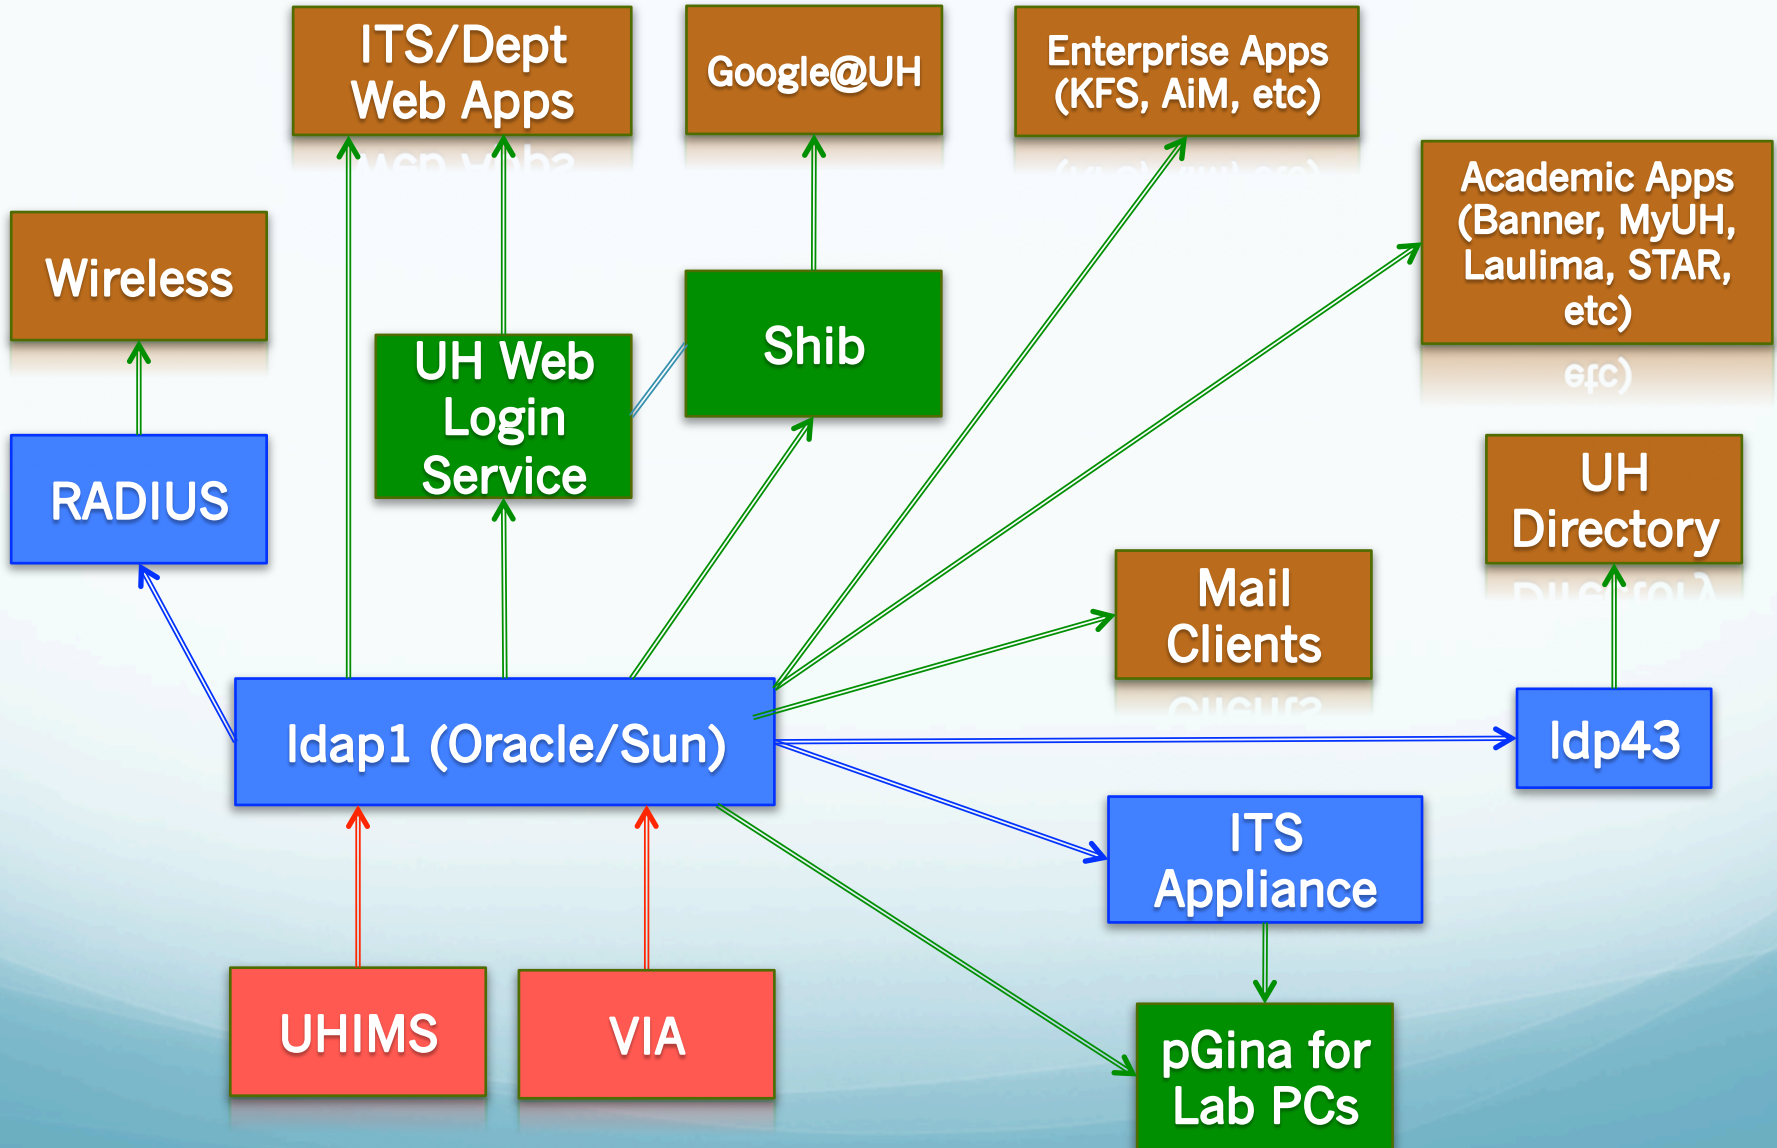 ITS/Dept
Web Apps
Google@UH
Enterprise Apps
(KFS, AiM, etc)
Academic Apps
(Banner, MyUH,
Laulima, STAR,
etc)
Wireless
UH Web
Login
Service
Shib
RADIUS
UH
Directory
Mail
Clients
ldap1 (Oracle/Sun)
ldp43
ITS
Appliance
UHIMS
VIA
pGina for
Lab PCs